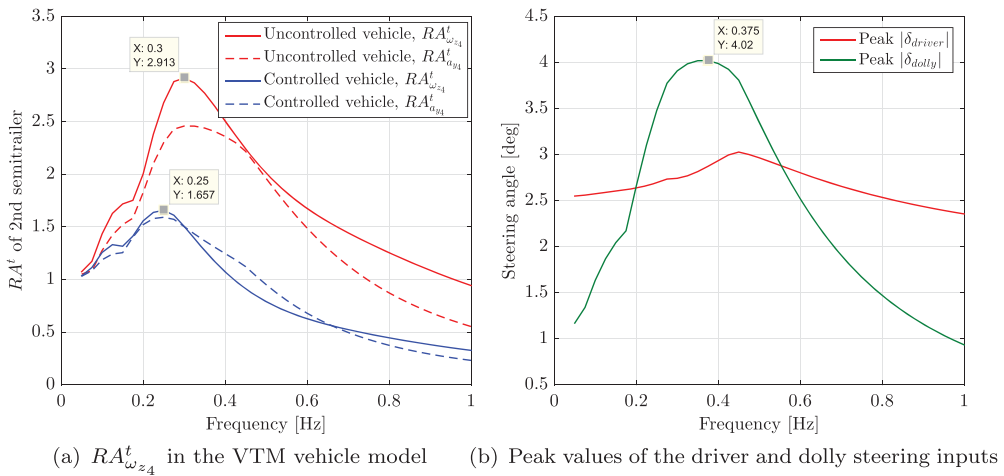 3.5
3
2.5
2
1.5
1
0.5
0
RA^t of 2nd semitrailer
X: 0.3
Y: 2.913
X: 0.25
Y: 1.657
Uncontrolled vehicle, RA^t_{ω_{z_4}}
Uncontrolled vehicle, RA^t_{a_{y_4}}
Controlled vehicle, RA^t_{ω_{z_4}}
Controlled vehicle, RA^t_{a_{y_4}}
0 0.2 0.4 0.6 0.8 1
Frequency [Hz]
(a) RA^t_{ω_{z_4}} in the VTM vehicle model
4.5
4
3.5
3
2.5
2
1.5
1
0.5
Steering angle [deg]
X: 0.375
Y: 4.02
Peak |δ_{driver}|
Peak |δ_{dolly}|
0 0.2 0.4 0.6 0.8 1
Frequency [Hz]
(b) Peak values of the driver and dolly steering inputs